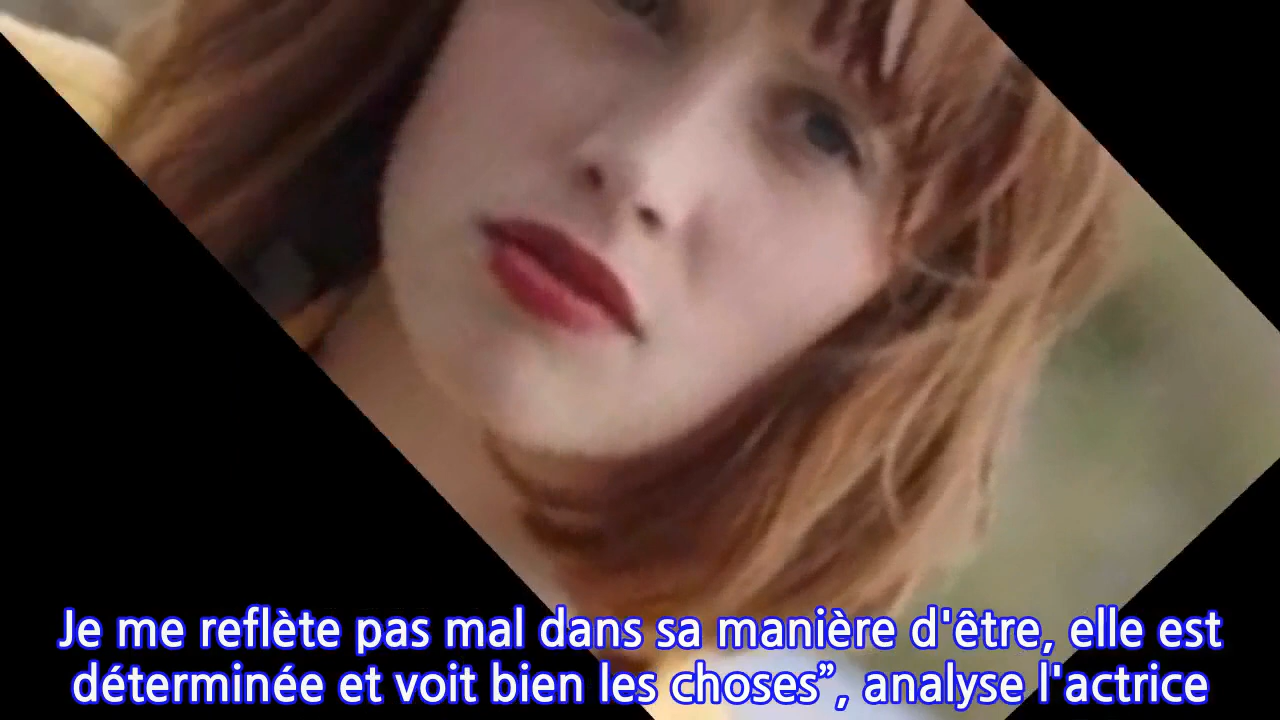 Je me reflète pas mal dans sa manière d'être, elle est
déterminée et voit bien les choses”, analyse l'actrice